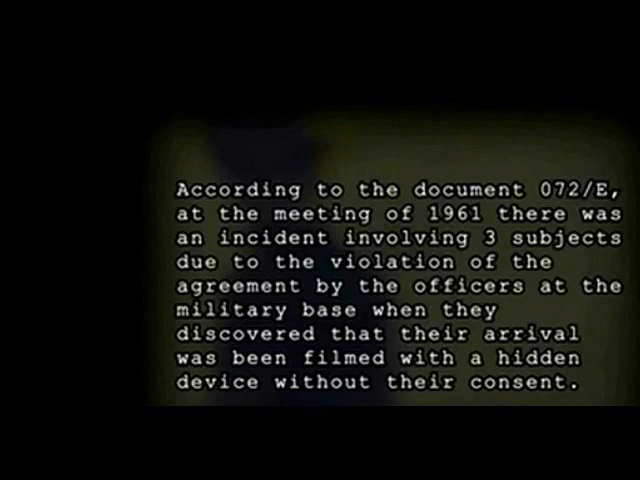 According to the document 072/E,
at the meeting of 1961 there was
an incident involving 3 subjects
due to the violation of the
agreement by the officers at the
military base when they
discovered that their arrival
was been filmed with a hidden
device without their consent.